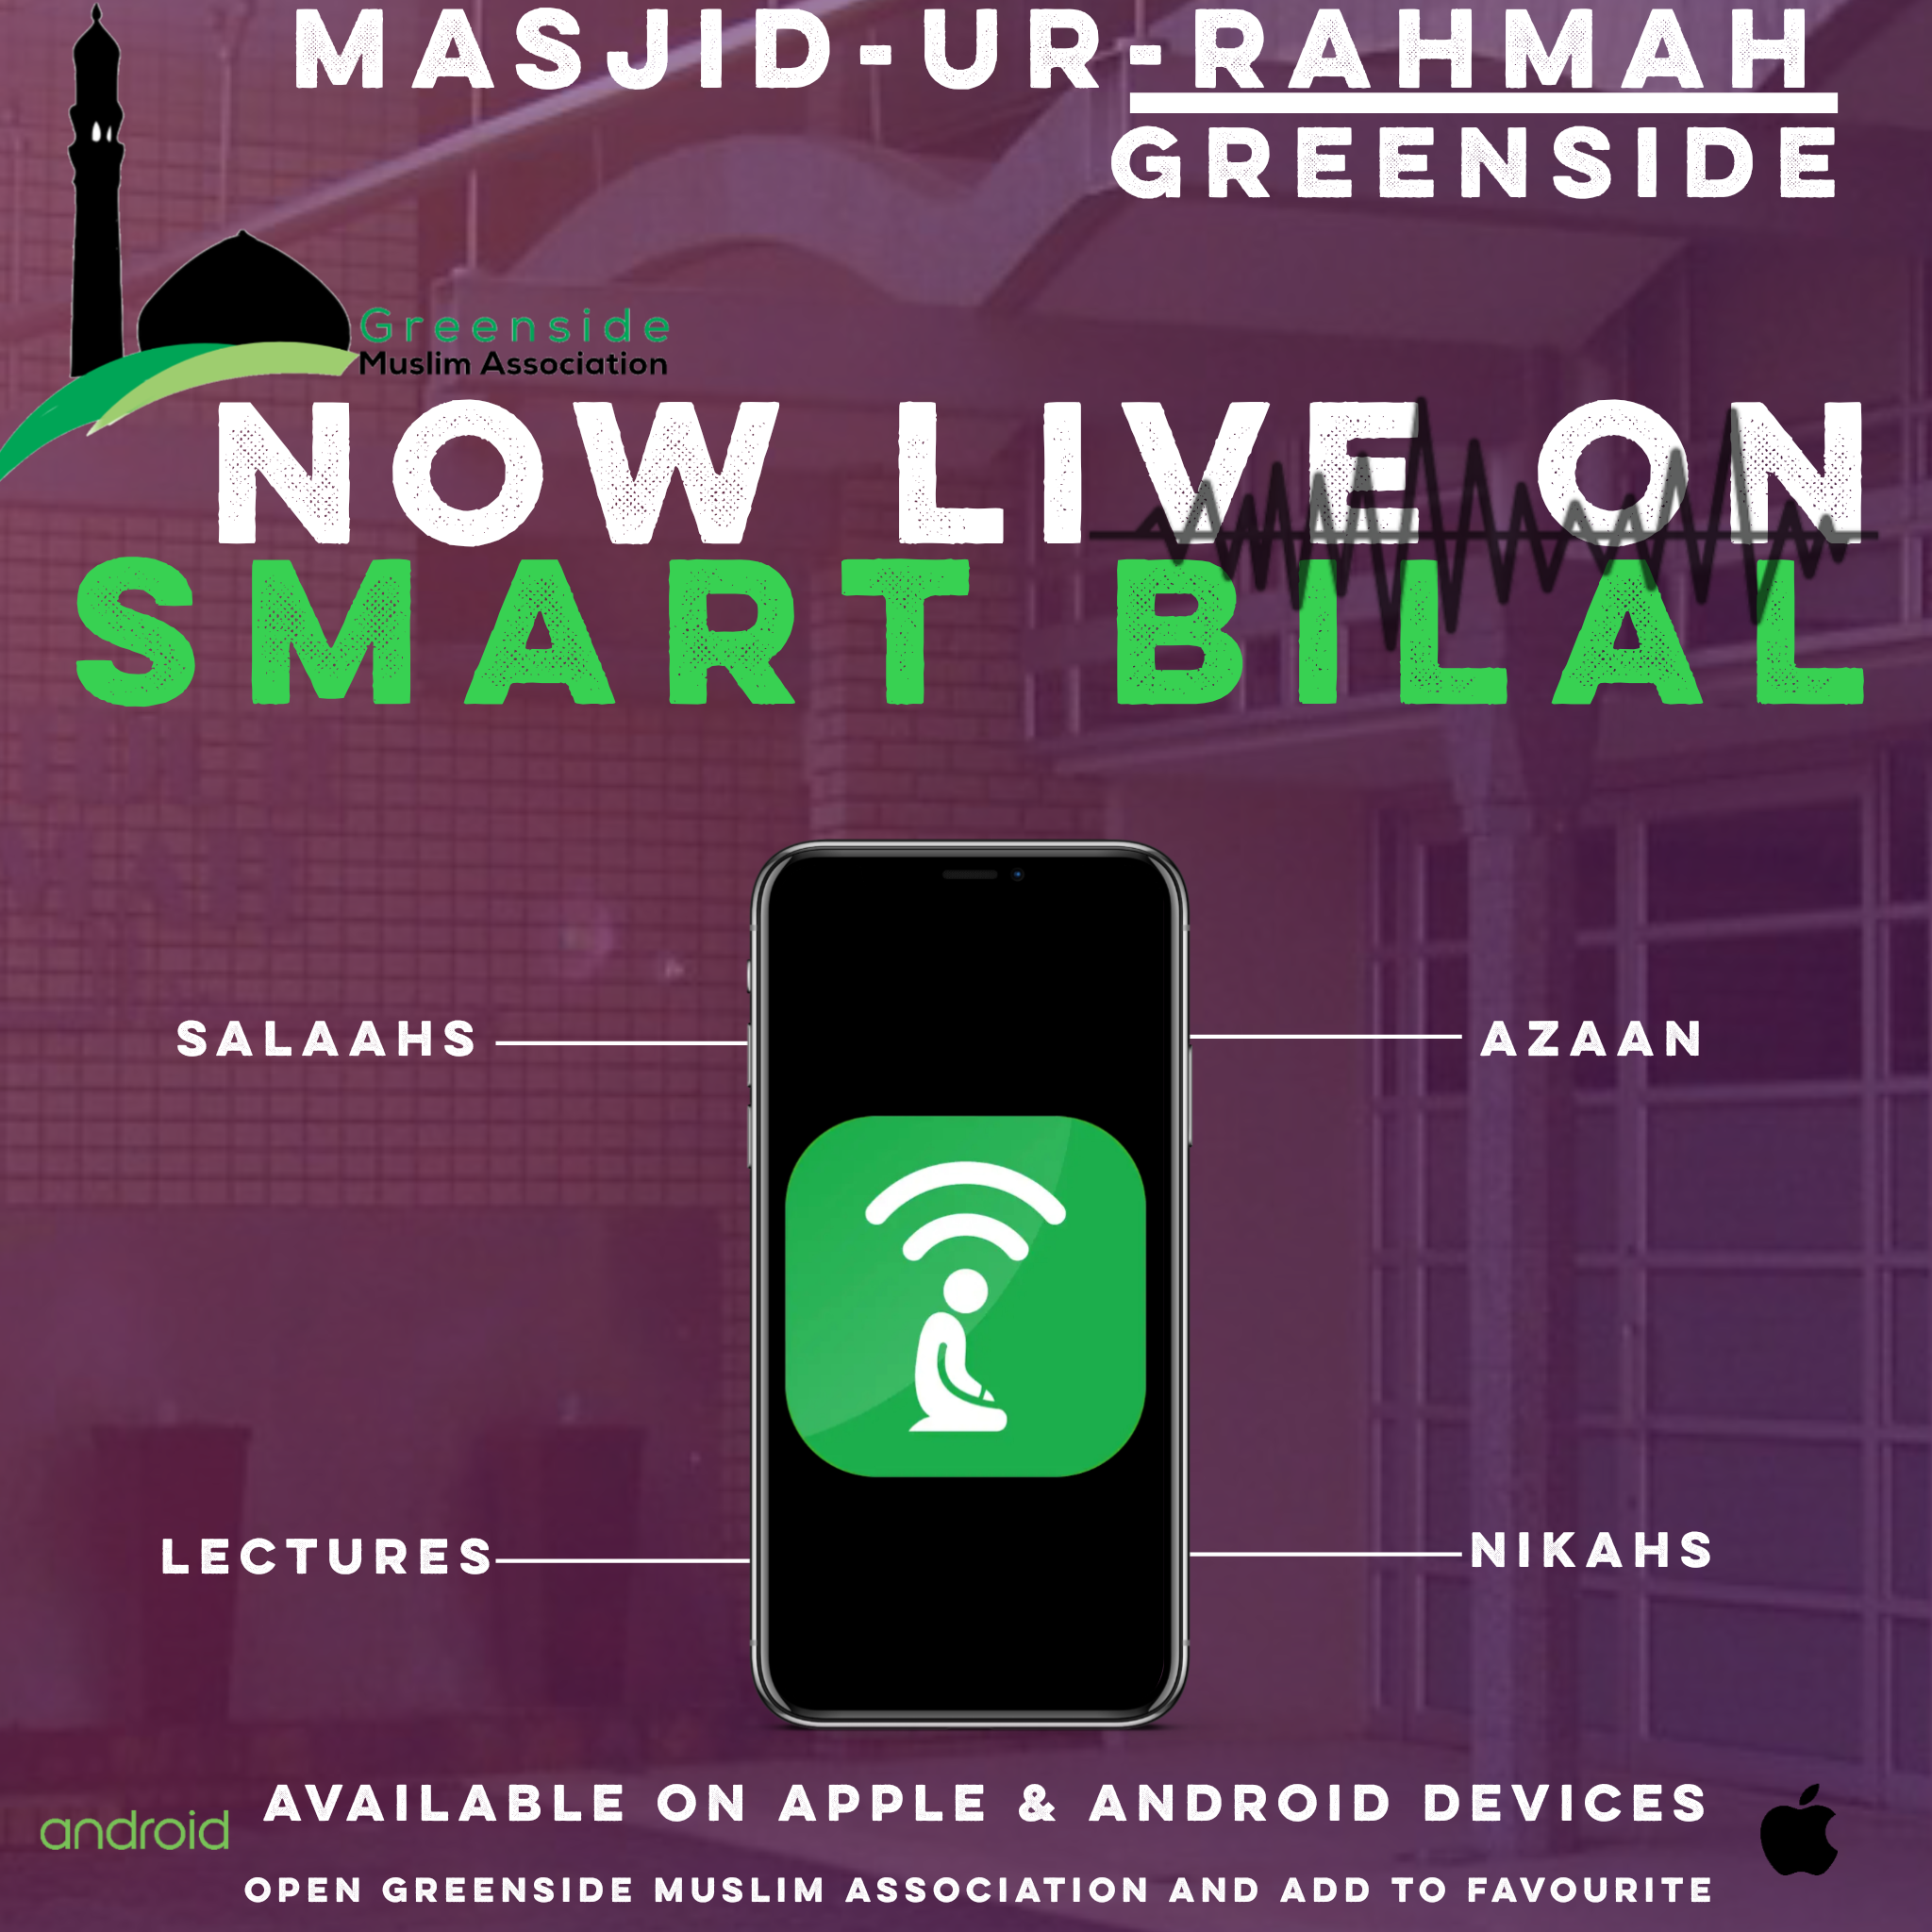 MASJID-UR-RAHMAH
GREENSIDE
Greenside
Muslim Association
NOW LIVE ON
SMART BILAL
SALAAHS
AZAAN
LECTURES
NIKAHS
AVAILABLE ON APPLE & ANDROID DEVICES
android
OPEN GREENSIDE MUSLIM ASSOCIATION AND ADD TO FAVOURITE